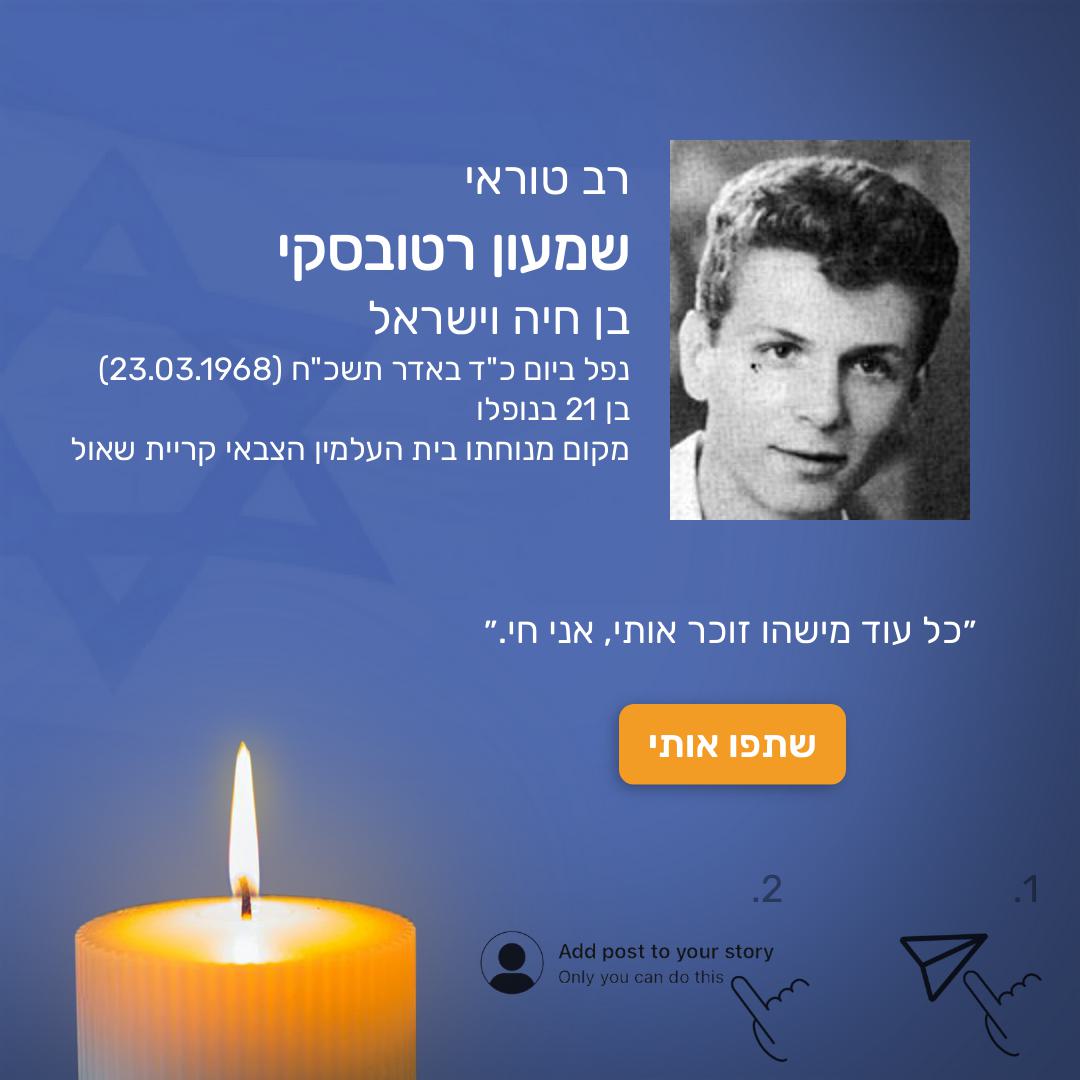 רב טוראי
שמעון רטובסקי
בן חיה וישראל
נפל ביום כ"ד באדר תשכ"ח (23.03.1968)
בן 21 בנופלו
מקום מנוחתו בית העלמין הצבאי קריית שאול
״כל עוד מישהו זוכר אותי, אני חי.״
שתפו אותי
1.
2.
Add post to your story
Only you can do this